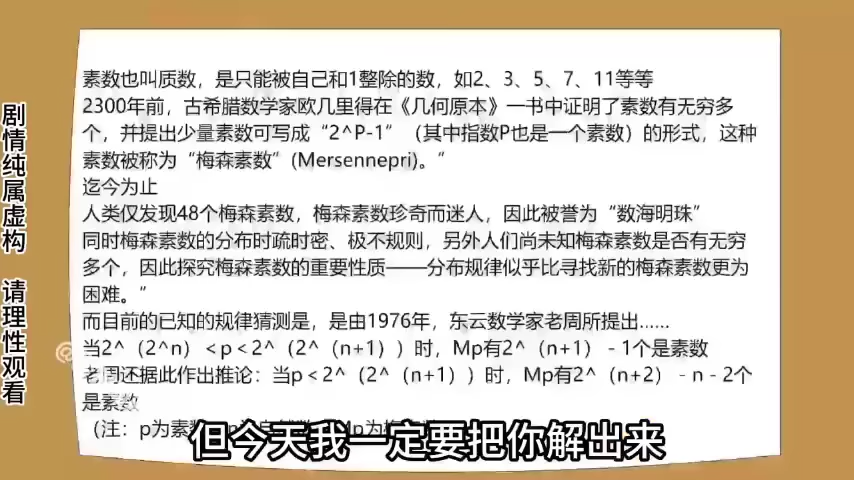 素数也叫质数，是只能被自己和1整除的数，如2、3、5、7、11等等
2300年前，古希腊数学家欧几里得在《几何原本》一书中证明了素数有无穷多
个，并提出少量素数可写成“2^P-1”（其中指数P也是一个素数）的形式，这种
素数被称为“梅森素数”(Mersennepri)。”
迄今为止
人类仅发现48个梅森素数，梅森素数珍奇而迷人，因此被誉为“数海明珠”
同时梅森素数的分布时疏时密、极不规则，另外人们尚未知梅森素数是否有无穷
多个，因此探究梅森素数的重要性质——分布规律似乎比寻找新的梅森素数更为
困难。”
而目前的已知的规律猜测是，是由1976年，东云数学家老周所提出......
当2^（2^n）＜p＜2^（2^（n+1））时，Mp有2^（n+1）-1个是素数
老周还据此作出推论：当p＜2^（2^（n+1））时，Mp有2^（n+2）-n-2个
是素数
（注：p为素
但今天我一定要把你解出来
剧情纯属虚构 请理性观看